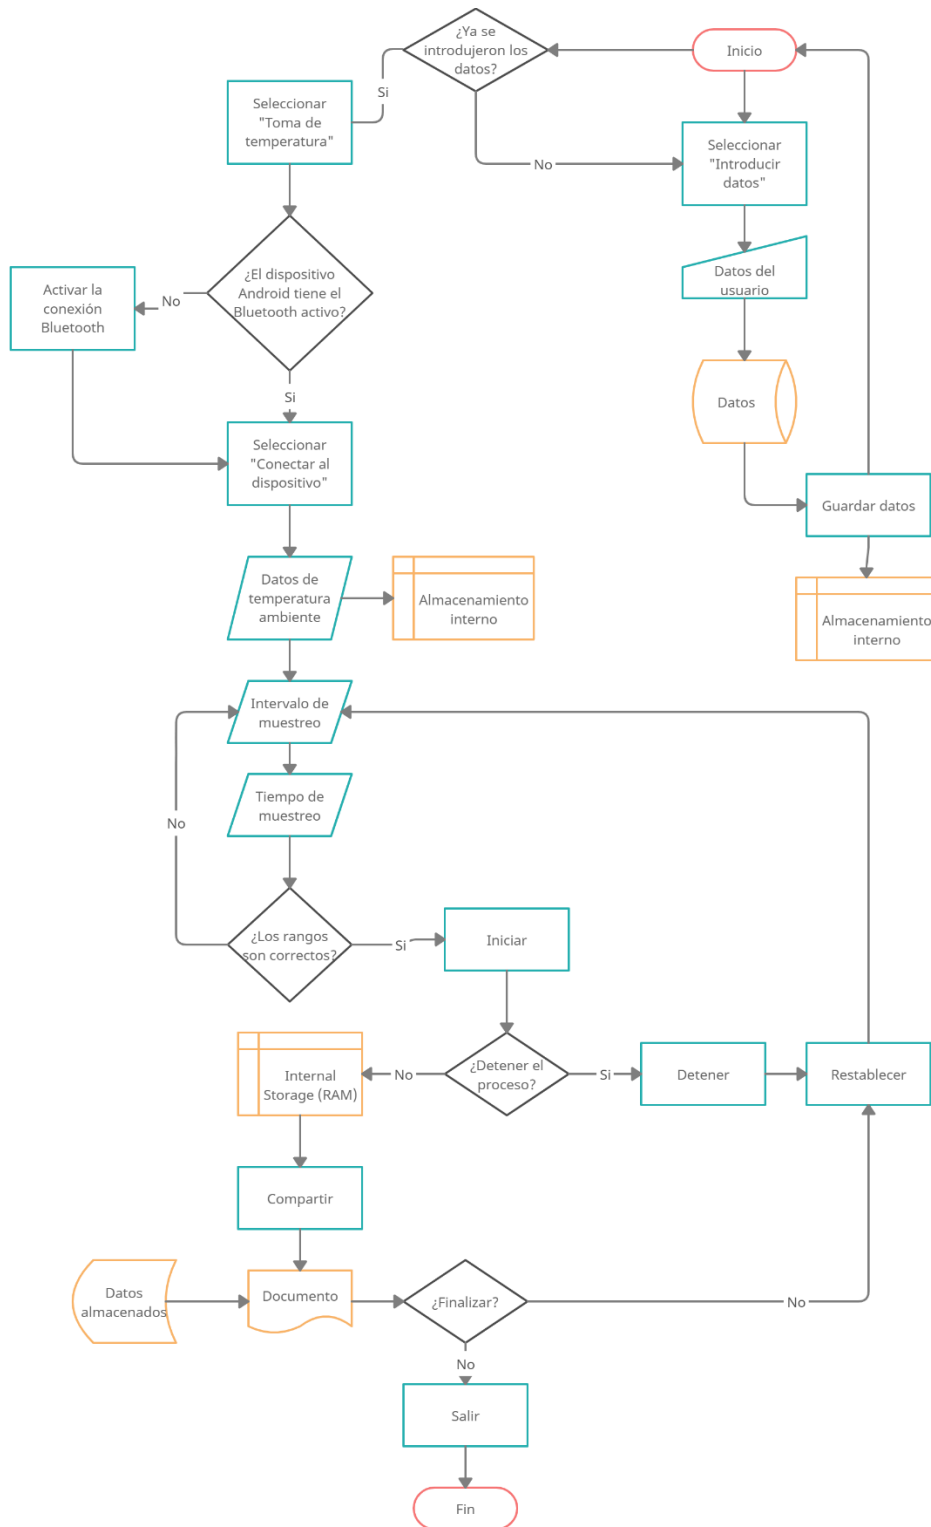 ¿Ya se
introdujeron los
datos?
Inicio
Si
Seleccionar
"Toma de
temperatura"
No
Seleccionar
"Introducir
datos"
¿El dispositivo
Android tiene el
Bluetooth activo?
No
Activar la
conexión
Bluetooth
Datos del
usuario
Si
Datos
Seleccionar
"Conectar al
dispositivo"
Guardar datos
Datos de
temperatura
ambiente
Almacenamiento
interno
Almacenamiento
interno
Intervalo de
muestreo
Tiempo de
muestreo
No
¿Los rangos
son correctos?
Si
Iniciar
¿Detener el
proceso?
No
Si
Internal
Storage (RAM)
Detener
Restablecer
Compartir
Datos
almacenados
Documento
¿Finalizar?
No
No
Salir
Fin